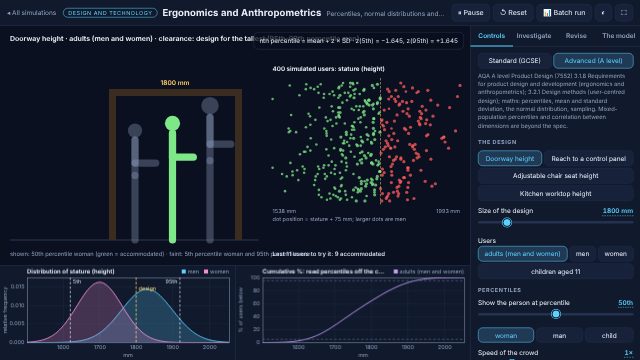 ◂ All simulations
DESIGN AND TECHNOLOGY
Ergonomics and Anthropometrics
Percentiles, normal distributions and...
Pause
Reset
Batch run
Doorway height · adults (men and women) · clearance: design for the tal
nth percentile = mean + z × SD · z(5th) = −1.645, z(95th) = +1.645
1800 mm
400 simulated users: stature (height)
1538 mm
1993 mm
dot position = stature + 75 mm; larger dots are men
shown: 50th percentile woman (green = accommodated) · faint: 5th percentile woman and 95th
Last 11 users to try it: 9 accommodated
Distribution of stature (height)
men
women
5th
design
95th
relative frequency
0.015
0.010
0.005
0.000
1600
1700
1800
1900
2000
mm
Cumulative %: read percentiles off the c...
adults (men and women)
% of users below
100
80
60
40
20
0
1600
1700
1800
1900
2000
mm
Controls
Investigate
Revise
The model
Standard (GCSE)
Advanced (A level)
AQA A level Product Design (7552) 3.1.8 Requirements
for product design and development (ergonomics and
anthropometrics); 3.2.1 Design methods (user-centred
design); maths: percentiles, mean and standard
deviation, the normal distribution, sampling. Mixed-
population percentiles and correlation between
dimensions are beyond the spec.
THE DESIGN
Doorway height
Reach to a control panel
Adjustable chair seat height
Kitchen worktop height
Size of the design
1800 mm
Users
adults (men and women)
men
women
children aged 11
PERCENTILES
Show the person at percentile
50th
woman
man
child
Speed of the crowd
1×